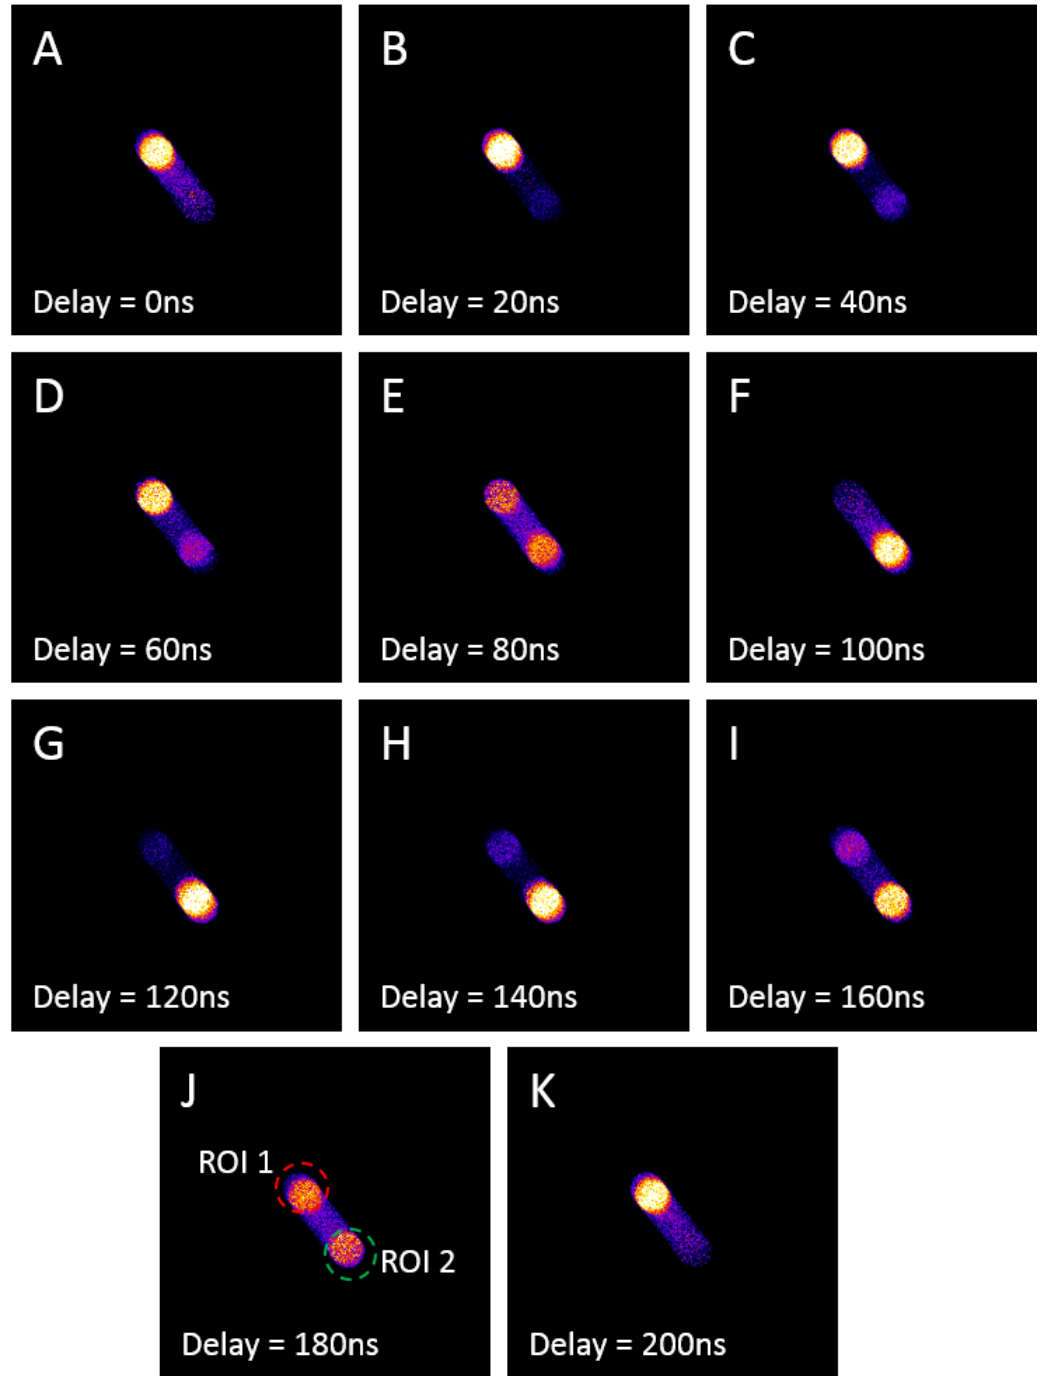 A
Delay = 0ns
B
Delay = 20ns
C
Delay = 40ns
D
Delay = 60ns
E
Delay = 80ns
F
Delay = 100ns
G
Delay = 120ns
H
Delay = 140ns
I
Delay = 160ns
J
ROI 1
ROI 2
Delay = 180ns
K
Delay = 200ns